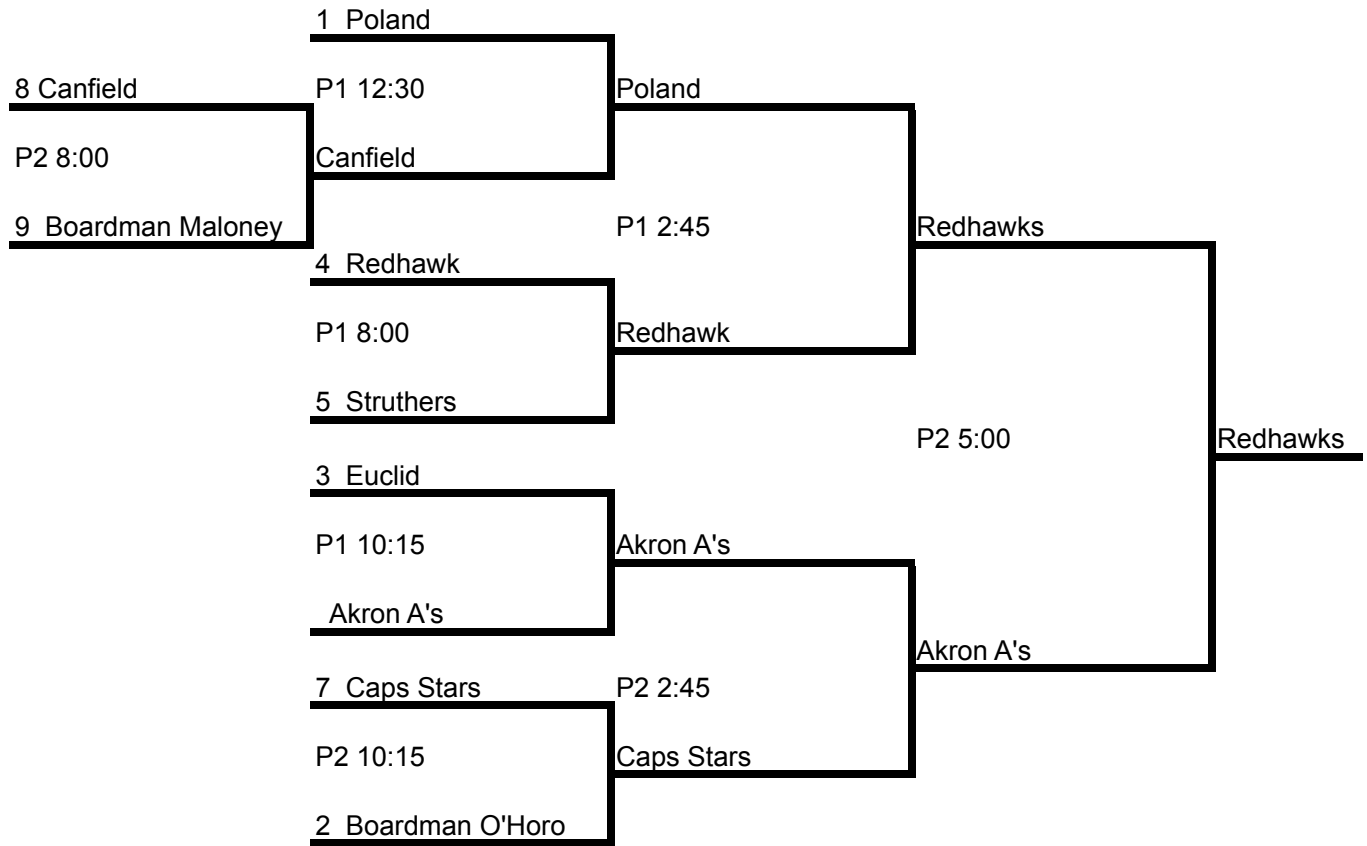 1 Poland
8 Canfield
P1 12:30
Poland
P2 8:00
Canfield
9 Boardman Maloney
P1 2:45
Redhawks
4 Redhawk
P1 8:00
Redhawk
5 Struthers
P2 5:00
Redhawks
3 Euclid
P1 10:15
Akron A's
Akron A's
Akron A's
7 Caps Stars
P2 2:45
P2 10:15
Caps Stars
2 Boardman O'Horo